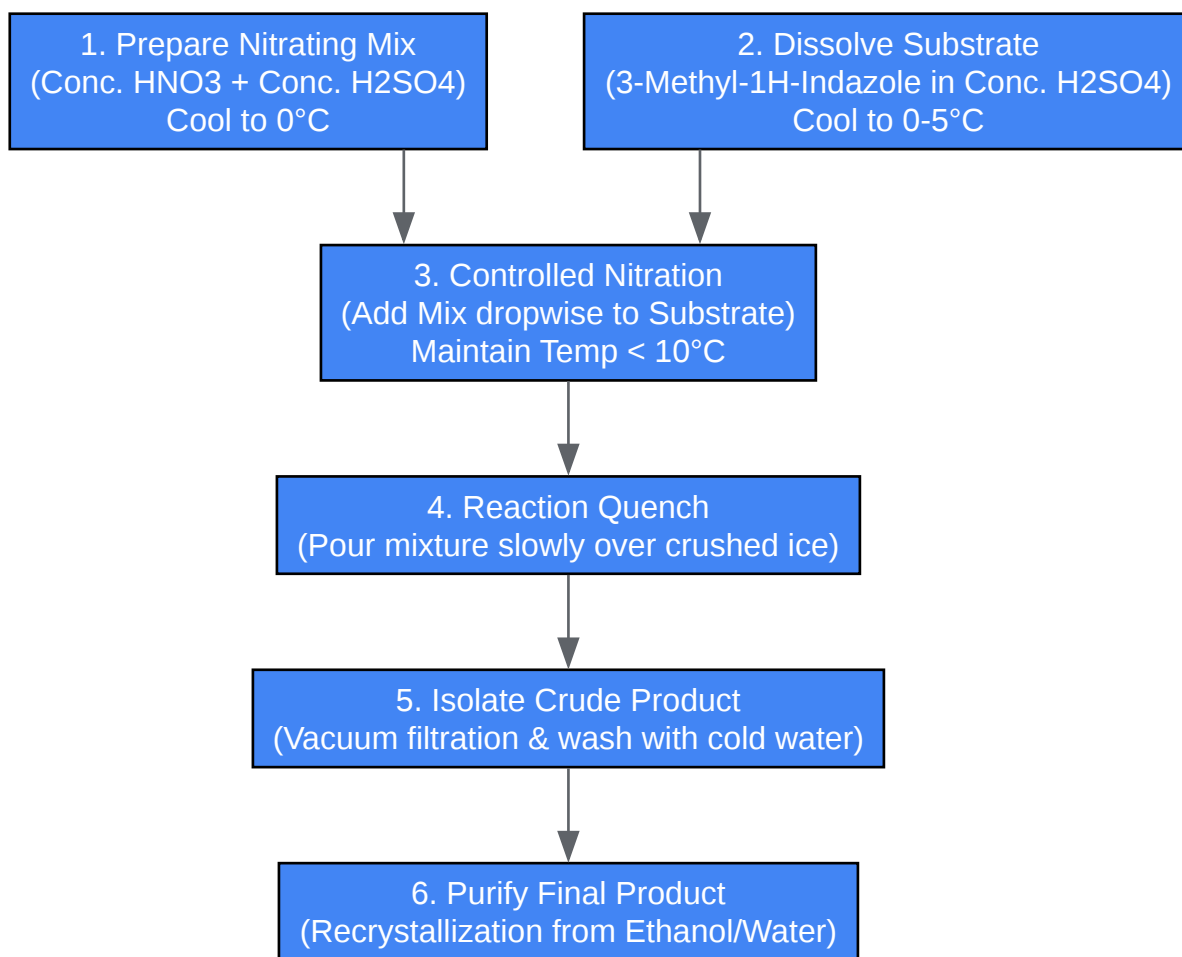 1. Prepare Nitrating Mix
(Conc. HNO3 + Conc. H2SO4)
Cool to 0°C
2. Dissolve Substrate
(3-Methyl-1H-Indazole in Conc. H2SO4)
Cool to 0-5°C
3. Controlled Nitration
(Add Mix dropwise to Substrate)
Maintain Temp < 10°C
4. Reaction Quench
(Pour mixture slowly over crushed ice)
5. Isolate Crude Product
(Vacuum filtration & wash with cold water)
6. Purify Final Product
(Recrystallization from Ethanol/Water)